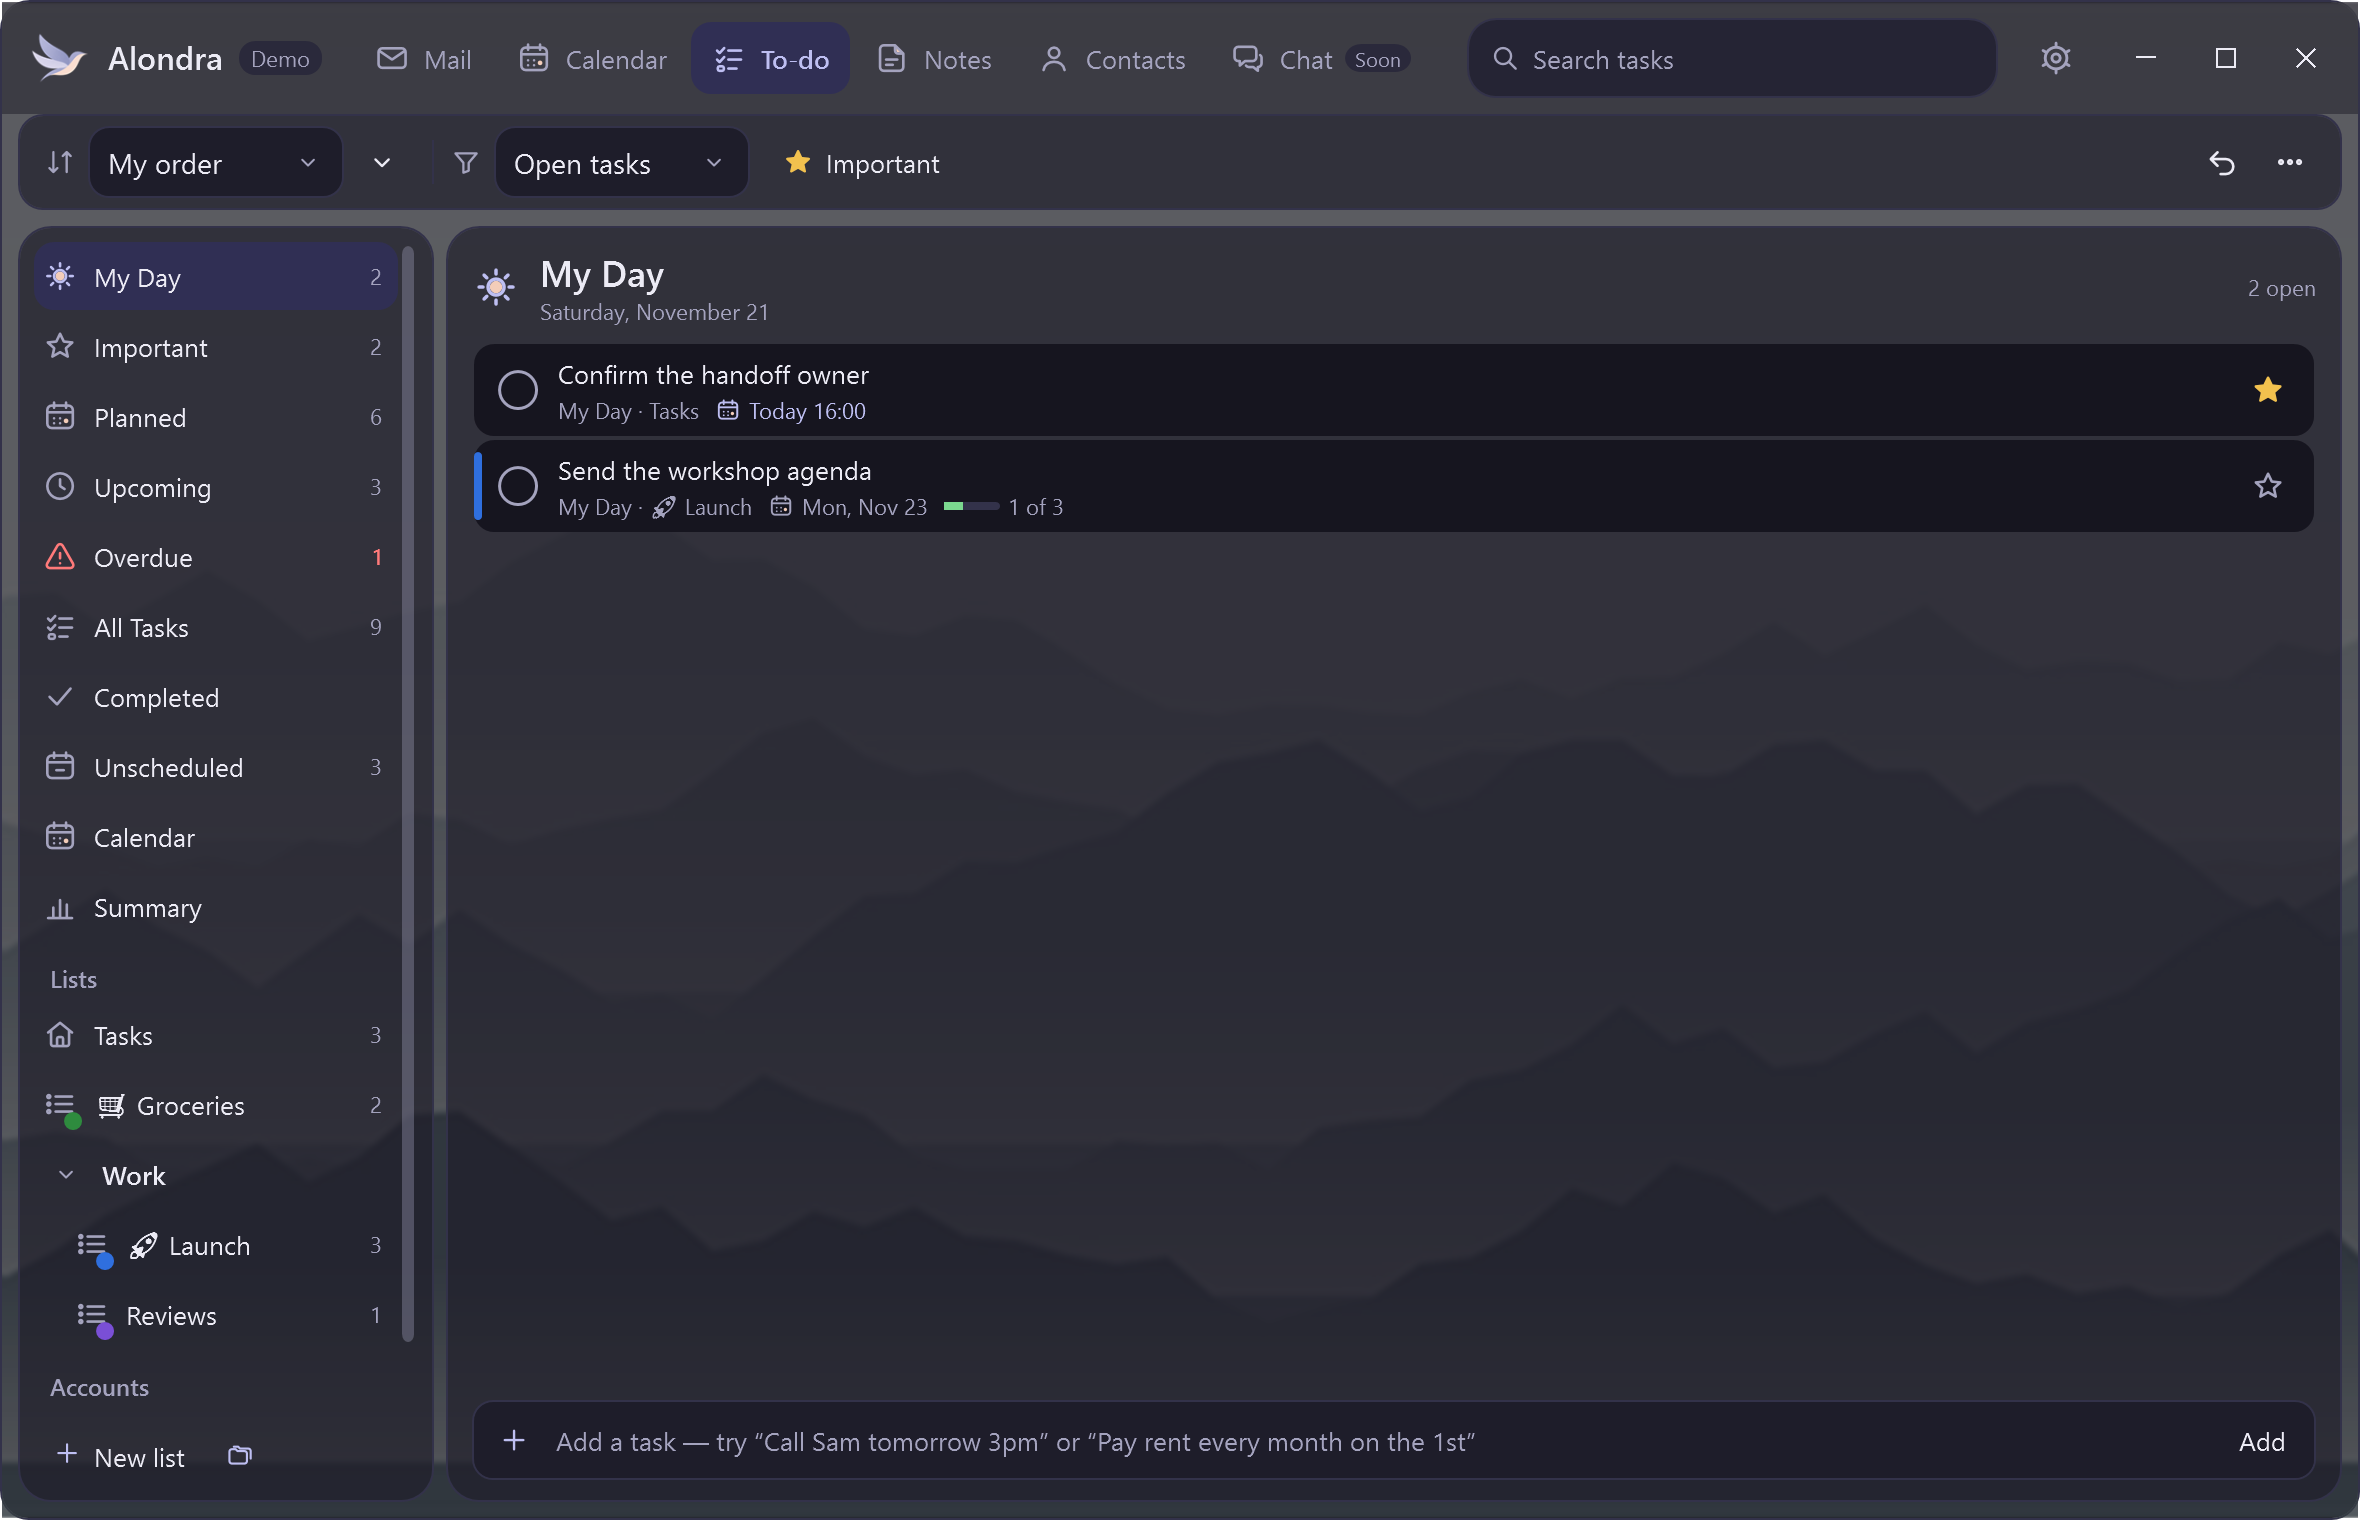 Alondra Demo Mail Calendar To-do Notes Contacts Chat Soon Search tasks
My order Open tasks Important
My Day 2
Important 2
Planned 6
Upcoming 3
Overdue 1
All Tasks 9
Completed
Unscheduled 3
Calendar
Summary
Lists
Tasks 3
Groceries 2
Work
Launch 3
Reviews 1
Accounts
New list
My Day
Saturday, November 21
2 open
Confirm the handoff owner
My Day · Tasks Today 16:00
Send the workshop agenda
My Day · Launch Mon, Nov 23 1 of 3
Add a task — try “Call Sam tomorrow 3pm” or “Pay rent every month on the 1st” Add